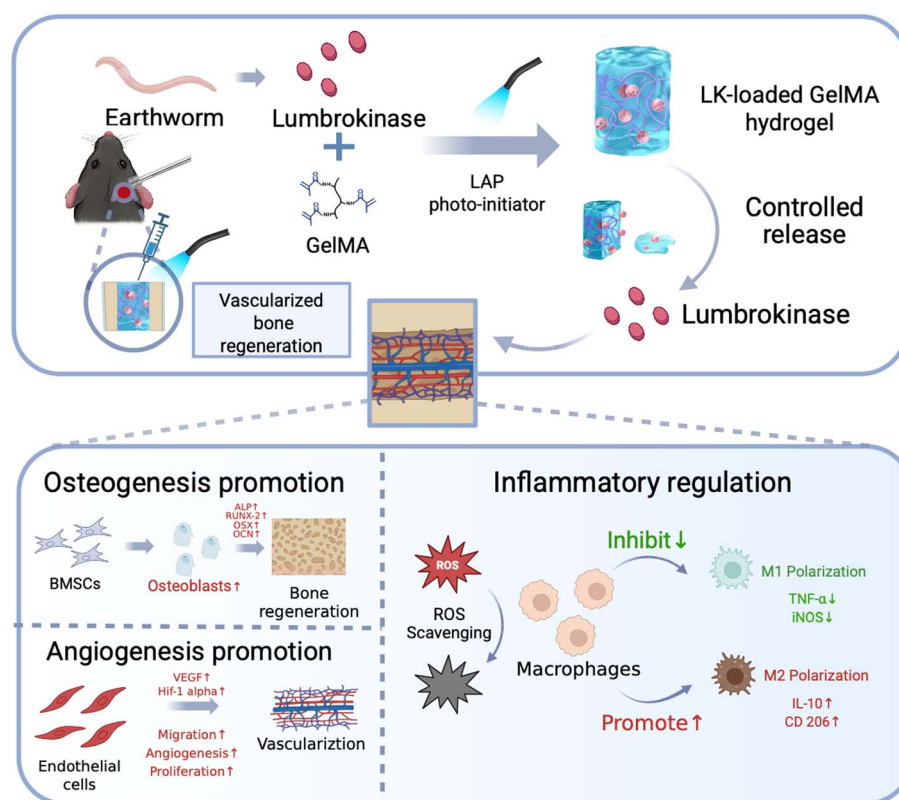 Earthworm
Lumbrokinase
GelMA
LAP
photo-initiator
LK-loaded GelMA
hydrogel
Controlled
release
Lumbrokinase
Vascularized
bone
regeneration
Osteogenesis promotion
BMSCs
Osteoblasts↑
ALP↑
RUNX-2↑
OSX↑
OCN↑
Bone
regeneration
Angiogenesis promotion
Endothelial
cells
VEGF↑
Hif-1 alpha↑
Migration↑
Angiogenesis↑
Proliferation↑
Vasculariztion
Inflammatory regulation
ROS
ROS
Scavenging
Macrophages
Inhibit↓
M1 Polarization
TNF-α↓
iNOS↓
Promote↑
M2 Polarization
IL-10↑
CD 206↑